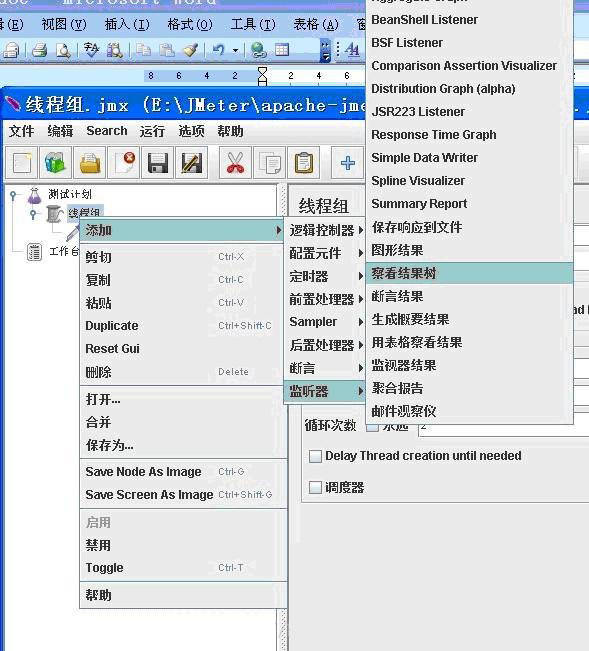 microsoft word
视图(V) 插入(I) 格式(O) 工具(T) 表格(A)
8 6 4 2 2 4 6
线程组.jmx (E:\JMeter\apache-jme
文件 编辑 Search 运行 选项 帮助
测试计划
线程组
工作台
线程组
添加
剪切 Ctrl-X
复制 Ctrl-C
粘贴 Ctrl-V
Duplicate Ctrl+Shift-C
Reset Gui
删除 Delete
打开...
合并
保存为...
Save Node As Image Ctrl-G
Save Screen As Image Ctrl+Shift-G
启用
禁用
Toggle Ctrl-T
帮助
逻辑控制器
配置元件
定时器
前置处理器
Sampler
后置处理器
断言
监听器
BeanShell Listener
BSF Listener
Comparison Assertion Visualizer
Distribution Graph (alpha)
JSR223 Listener
Response Time Graph
Simple Data Writer
Spline Visualizer
Summary Report
保存响应到文件
图形结果
察看结果树
断言结果
生成概要结果
用表格察看结果
监视器结果
聚合报告
邮件观察仪
循环次数 永远 2
Delay Thread creation until needed
调度器